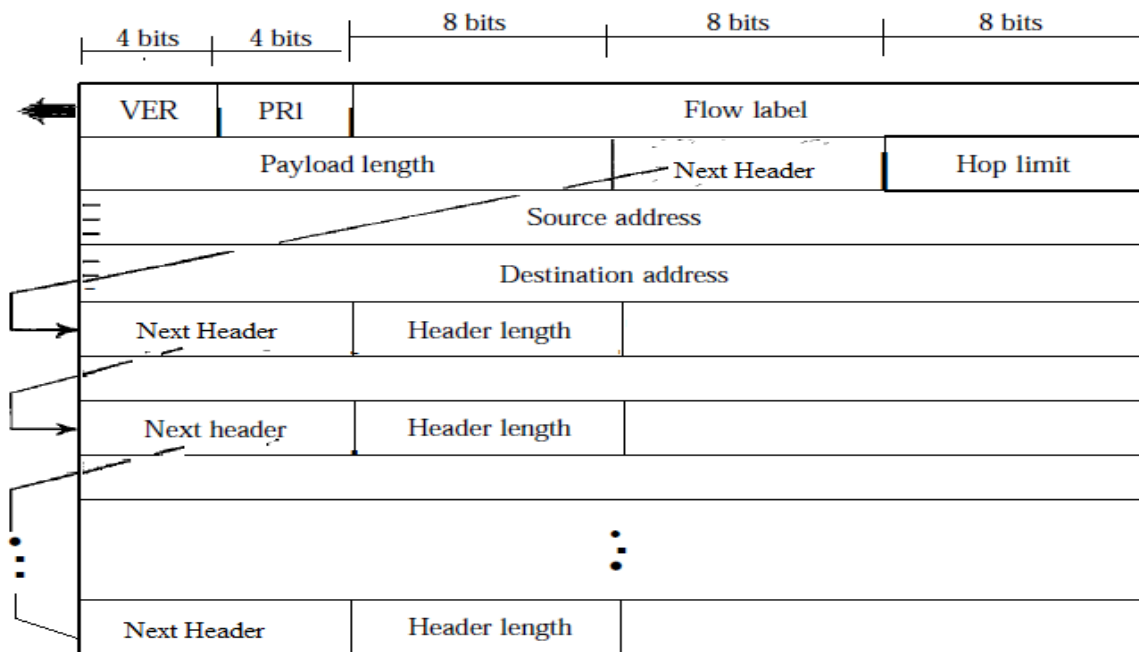 4 bits 4 bits 8 bits 8 bits 8 bits
VER PR1 Flow label
Payload length Next Header Hop limit
Source address
Destination address
Next Header Header length
Next header Header length
Next Header Header length